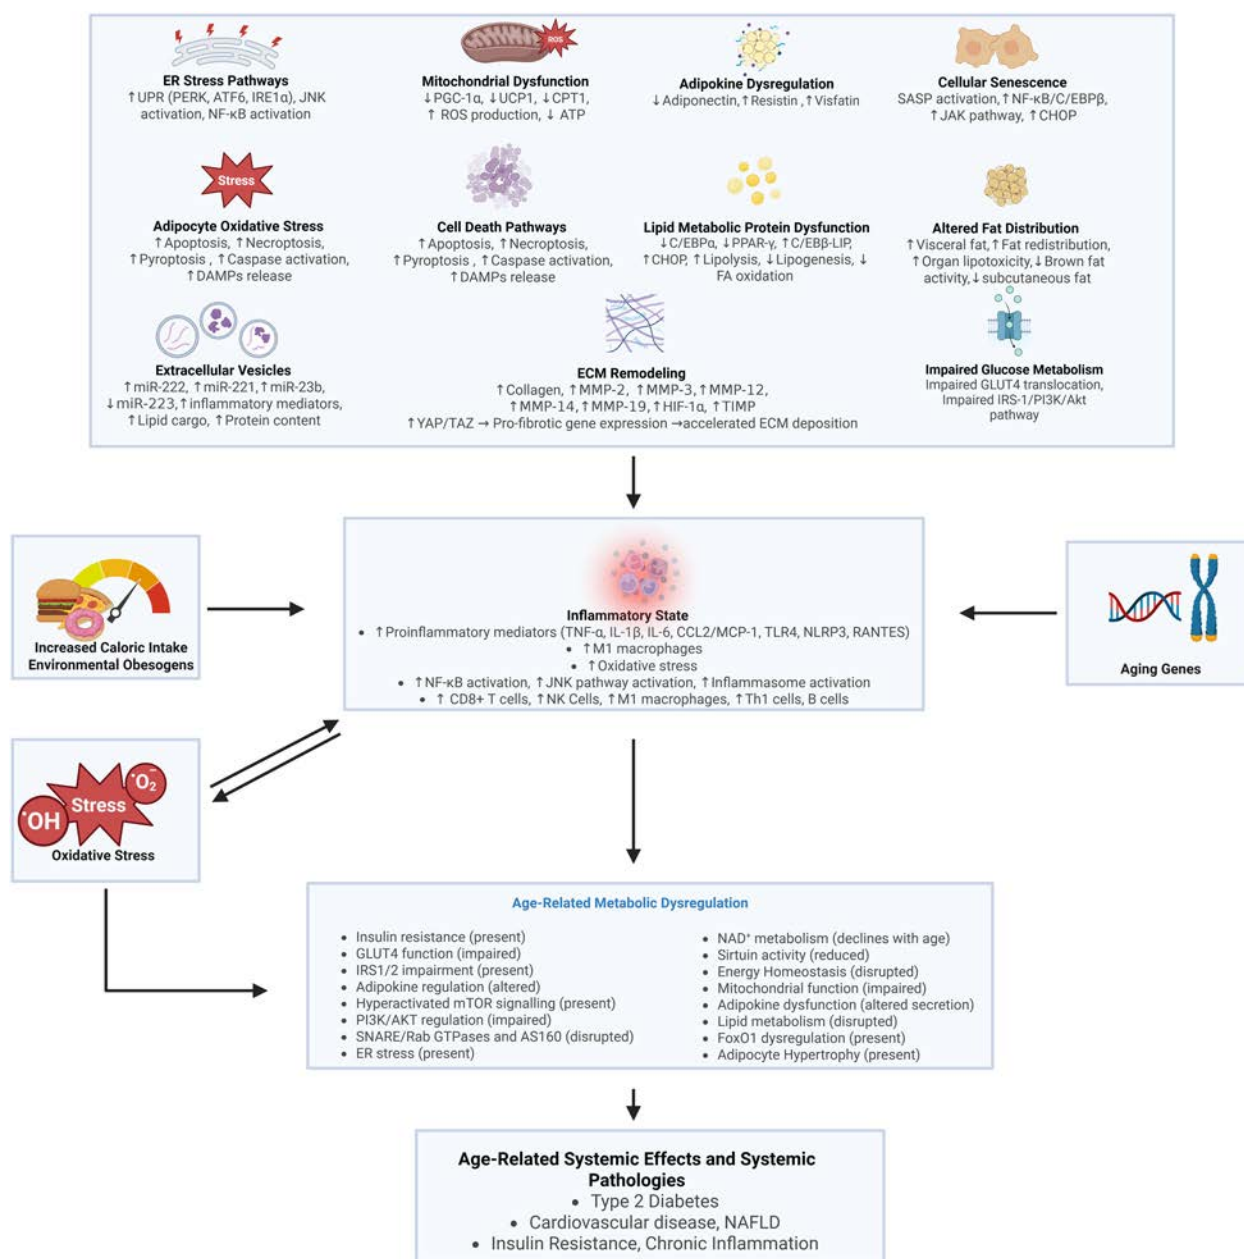 ROS
ER Stress Pathways
↑UPR (PERK, ATF6, IRE1α), JNK
activation, NF-κB activation
Mitochondrial Dysfunction
↓PGC-1α, ↓UCP1, ↓CPT1,
↑ ROS production, ↓ ATP
Adipokine Dysregulation
↓Adiponectin,↑Resistin ,↑Visfatin
Cellular Senescence
SASP activation,↑NF-κB/C/EBPβ,
↑JAK pathway, ↑CHOP
Stress
Adipocyte Oxidative Stress
↑Apoptosis, ↑Necroptosis,
↑Pyroptosis , ↑Caspase activation,
↑DAMPs release
Cell Death Pathways
↑Apoptosis, ↑Necroptosis,
↑Pyroptosis , ↑Caspase activation,
↑DAMPs release
Lipid Metabolic Protein Dysfunction
↓C/EBPα, ↓PPAR-γ, ↑C/EBβ-LIP,
↑CHOP, ↑Lipolysis, ↓Lipogenesis, ↓
FA oxidation
Altered Fat Distribution
↑Visceral fat,↑Fat redistribution,
↑Organ lipotoxicity,↓Brown fat
activity,↓subcutaneous fat
Extracellular Vesicles
↑miR-222, ↑miR-221,↑miR-23b,
↓miR-223,↑inflammatory mediators,
↑Lipid cargo, ↑Protein content
ECM Remodeling
↑Collagen, ↑MMP-2, ↑MMP-3,↑MMP-12,
↑MMP-14,↑MMP-19,↑HIF-1α,↑TIMP
↑YAP/TAZ → Pro-fibrotic gene expression →accelerated ECM deposition
Impaired Glucose Metabolism
Impaired GLUT4 translocation,
Impaired IRS-1/PI3K/Akt
pathway
Increased Caloric Intake
Environmental Obesogens
Inflammatory State
• ↑Proinflammatory mediators (TNF-α, IL-1β, IL-6, CCL2/MCP-1, TLR4, NLRP3, RANTES)
• ↑M1 macrophages
• ↑Oxidative stress
• ↑NF-κB activation, ↑JNK pathway activation, ↑Inflammasome activation
• ↑ CD8+ T cells, ↑NK Cells, ↑M1 macrophages, ↑Th1 cells, B cells
Aging Genes
Stress
•O₂⁻
•OH
Oxidative Stress
Age-Related Metabolic Dysregulation
• Insulin resistance (present)
• GLUT4 function (impaired)
• IRS1/2 impairment (present)
• Adipokine regulation (altered)
• Hyperactivated mTOR signalling (present)
• PI3K/AKT regulation (impaired)
• SNARE/Rab GTPases and AS160 (disrupted)
• ER stress (present)
• NAD⁺ metabolism (declines with age)
• Sirtuin activity (reduced)
• Energy Homeostasis (disrupted)
• Mitochondrial function (impaired)
• Adipokine dysfunction (altered secretion)
• Lipid metabolism (disrupted)
• FoxO1 dysregulation (present)
• Adipocyte Hypertrophy (present)
Age-Related Systemic Effects and Systemic
Pathologies
• Type 2 Diabetes
• Cardiovascular disease, NAFLD
• Insulin Resistance, Chronic Inflammation